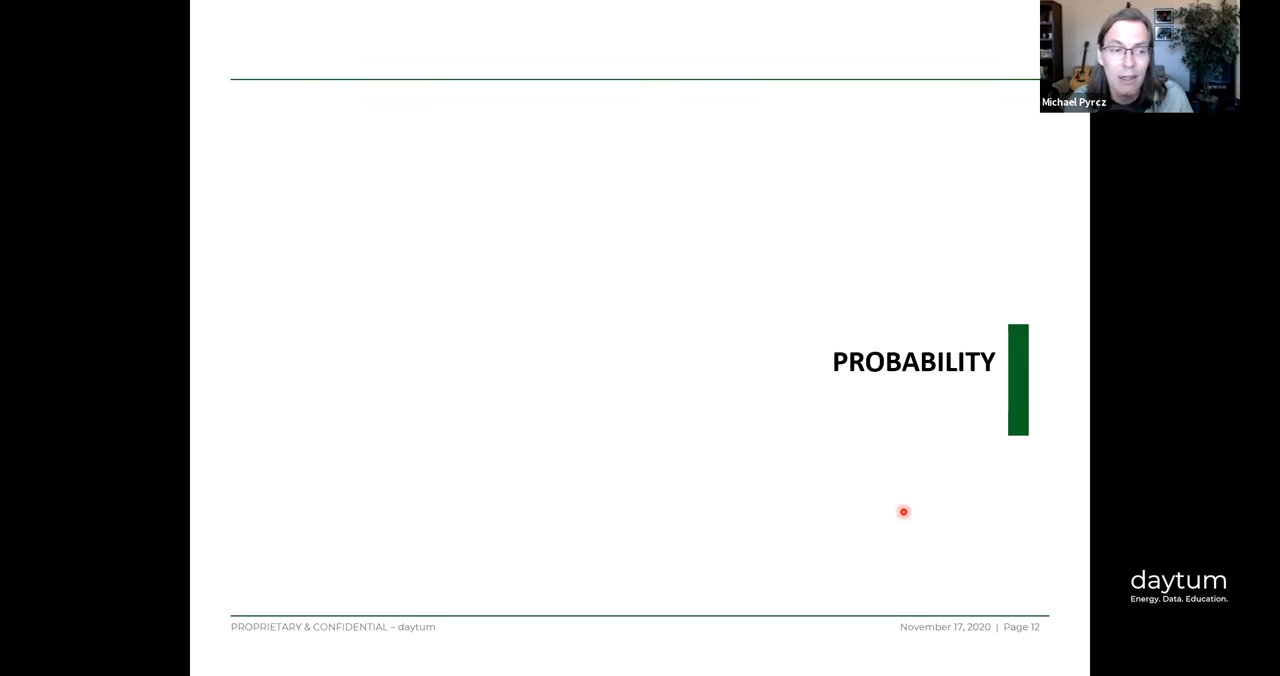 Michael Pyrcz
PROBABILITY
daytum
Energy. Data. Education.
PROPRIETARY & CONFIDENTIAL – daytum
November 17, 2020 | Page 12